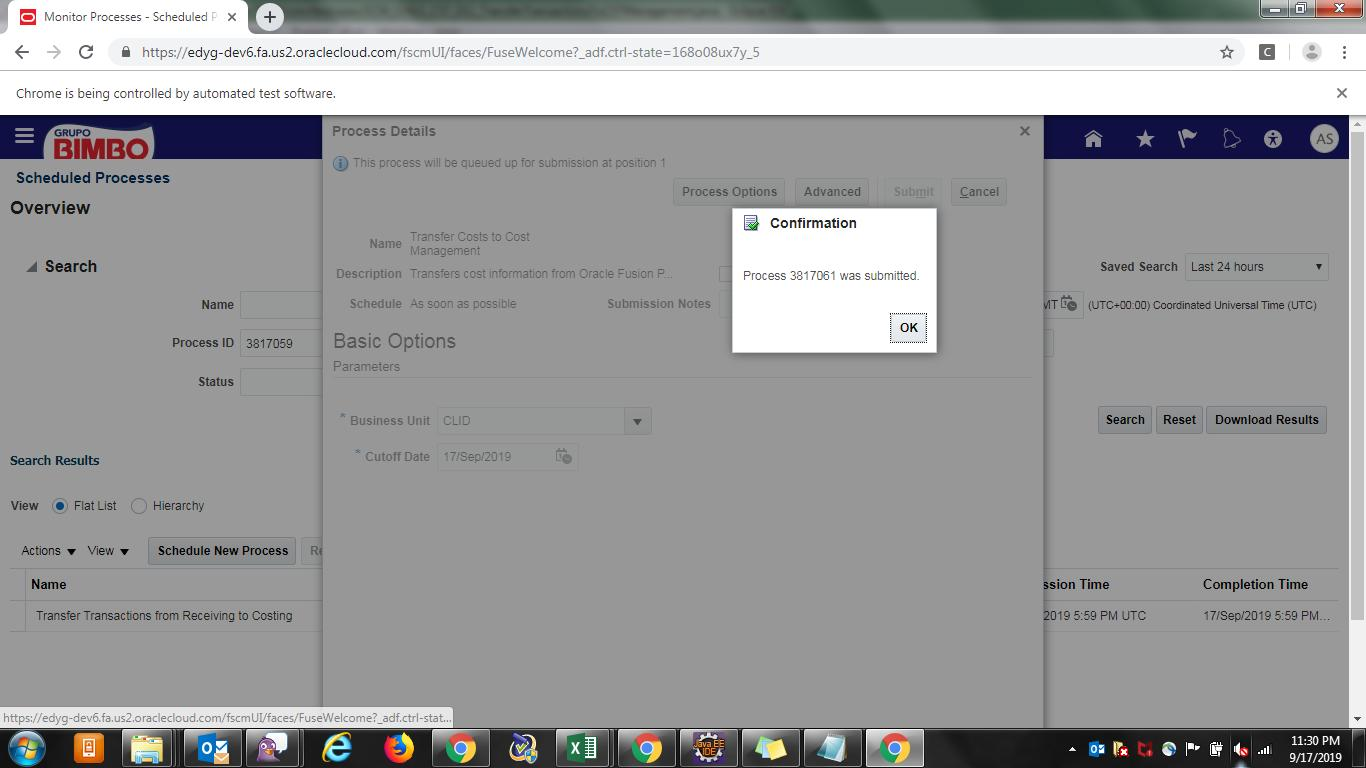 Monitor Processes - Scheduled P
https://edyg-dev6.fa.us2.oraclecloud.com/fscmUI/faces/FuseWelcome?_adf.ctrl-state=168o08ux7y_5
C
Chrome is being controlled by automated test software.
GRUPO
BIMBO
Process Details
AS
This process will be queued up for submission at position 1
Scheduled Processes
Process Options Advanced Submit Cancel
Overview
Confirmation
Name Transfer Costs to Cost
Management
Search
Description Transfers cost information from Oracle Fusion P...
Process 3817061 was submitted.
Saved Search Last 24 hours
Name
Schedule As soon as possible Submission Notes
MT (UTC+00:00) Coordinated Universal Time (UTC)
OK
Process ID 3817059
Basic Options
Parameters
Status
* Business Unit CLID
Search Reset Download Results
* Cutoff Date 17/Sep/2019
Search Results
View Flat List Hierarchy
Actions View Schedule New Process Re
Name ssion Time Completion Time
Transfer Transactions from Receiving to Costing 2019 5:59 PM UTC 17/Sep/2019 5:59 PM...
https://edyg-dev6.fa.us2.oraclecloud.com/fscmUI/faces/FuseWelcome?_adf.ctrl-stat...
Java EE
IDE
11:30 PM
9/17/2019